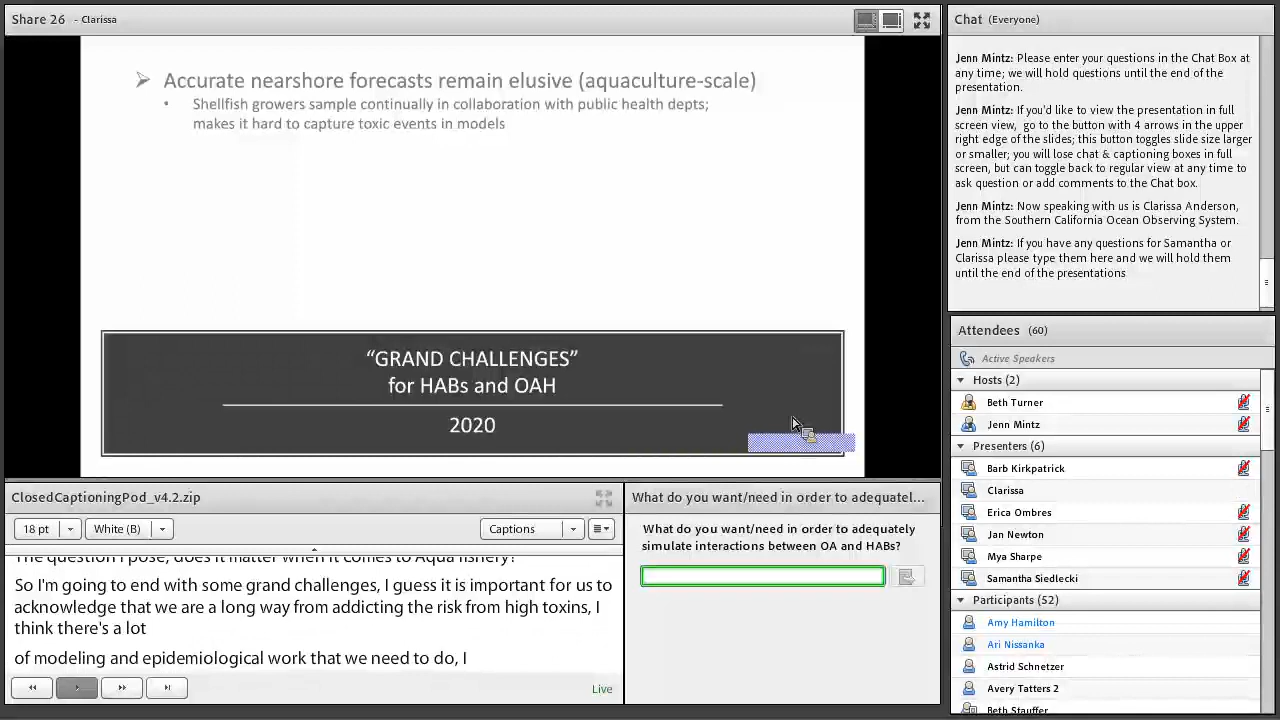 Share 26 - Clarissa
Accurate nearshore forecasts remain elusive (aquaculture-scale)
• Shellfish growers sample continually in collaboration with public health depts;
makes it hard to capture toxic events in models
“GRAND CHALLENGES”
for HABs and OAH
2020
ClosedCaptioningPod_v4.2.zip
18 pt
White (B)
Captions
The question I pose, does it matter when it comes to Aqua fishery?
So I'm going to end with some grand challenges, I guess it is important for us to
acknowledge that we are a long way from addicting the risk from high toxins, I
think there's a lot
of modeling and epidemiological work that we need to do, I
Live
What do you want/need in order to adequatel...
What do you want/need in order to adequately
simulate interactions between OA and HABs?
Chat (Everyone)
Jenn Mintz: Please enter your questions in the Chat Box at
any time; we will hold questions until the end of the
presentation.
Jenn Mintz: If you'd like to view the presentation in full
screen view, go to the button with 4 arrows in the upper
right edge of the slides; this button toggles slide size larger
or smaller; you will lose chat & captioning boxes in full
screen, but can toggle back to regular view at any time to
ask question or add comments to the Chat box.
Jenn Mintz: Now speaking with us is Clarissa Anderson,
from the Southern California Ocean Observing System.
Jenn Mintz: If you have any questions for Samantha or
Clarissa please type them here and we will hold them
until the end of the presentations
Attendees (60)
Active Speakers
Hosts (2)
Beth Turner
Jenn Mintz
Presenters (6)
Barb Kirkpatrick
Clarissa
Erica Ombres
Jan Newton
Mya Sharpe
Samantha Siedlecki
Participants (52)
Amy Hamilton
Ari Nissanka
Astrid Schnetzer
Avery Tatters 2
Beth Stauffer